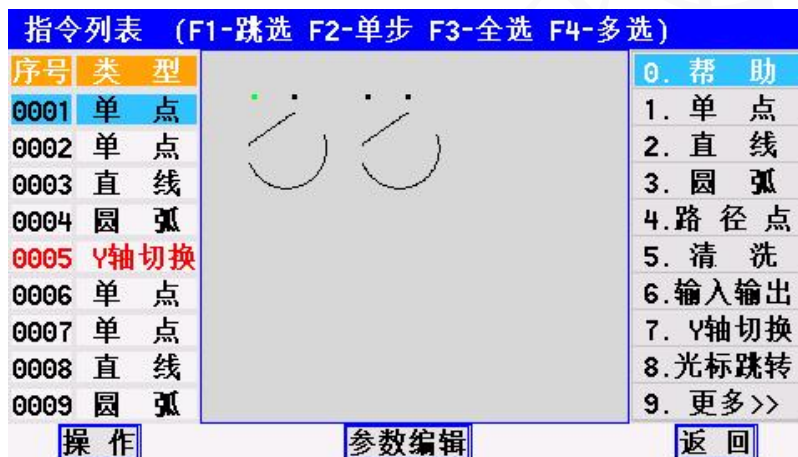 指令列表 (F1-跳选 F2-单步 F3-全选 F4-多选)
序号 类 型
0001 单 点
0002 单 点
0003 直 线
0004 圆 弧
0005 Y轴切换
0006 单 点
0007 单 点
0008 直 线
0009 圆 弧
0. 帮 助
1. 单 点
2. 直 线
3. 圆 弧
4.路 径 点
5. 清 洗
6.输入输出
7. Y轴切换
8.光标跳转
9. 更多>>
操 作
参数编辑
返 回